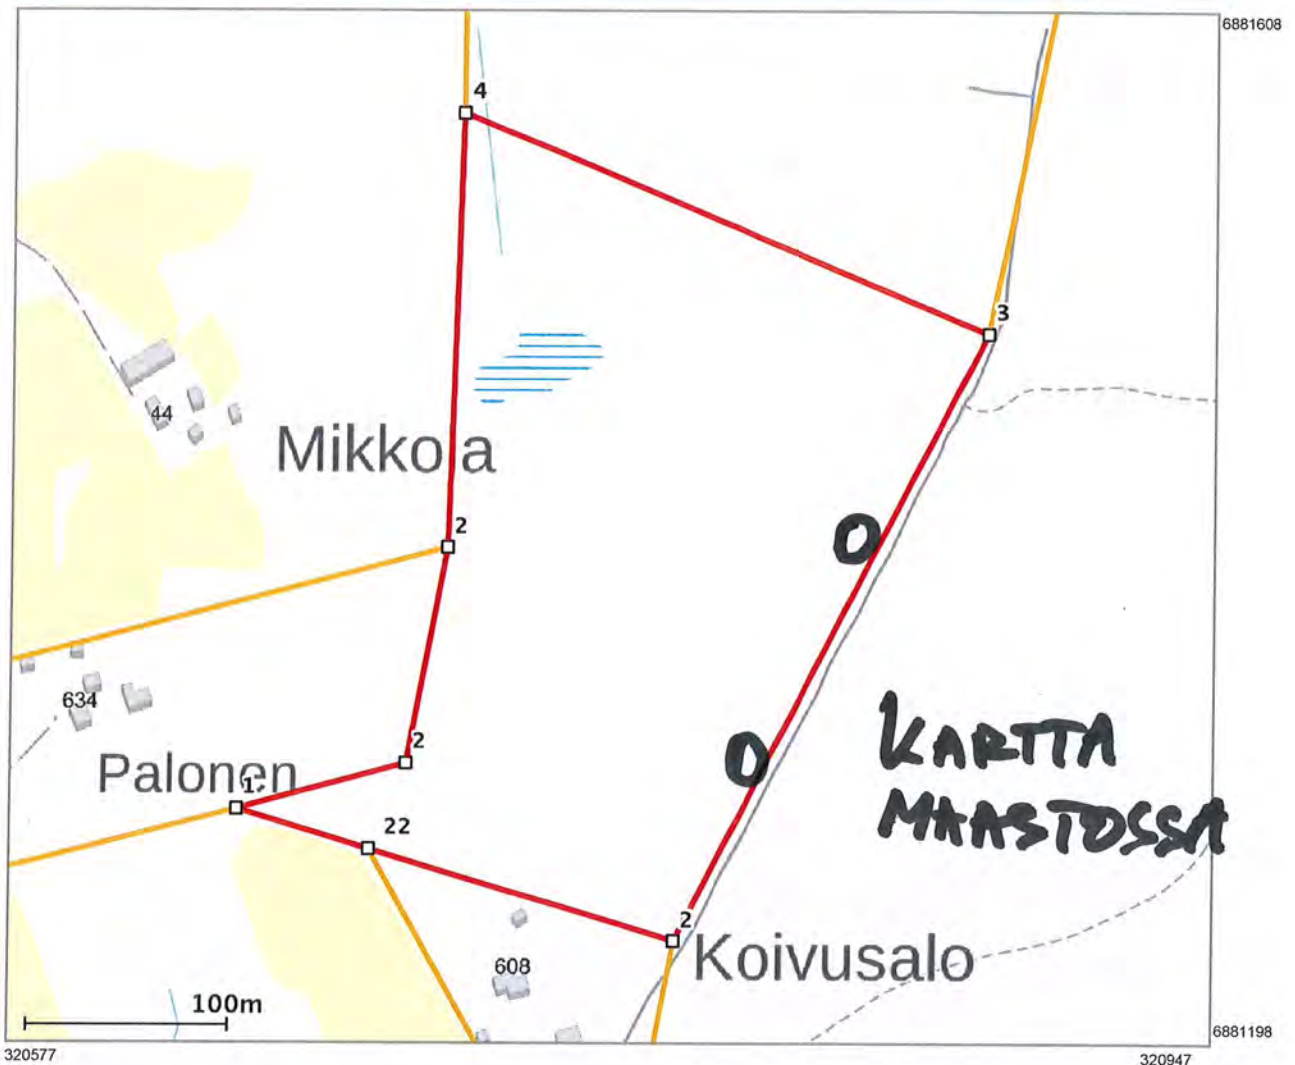 6881608
4
3
44
Mikkola
2
O
634
KARTTA
MAASTOSSA
2
O
Palonen
1
22
2
Koivusalo
608
100m
6881198
320577
320947